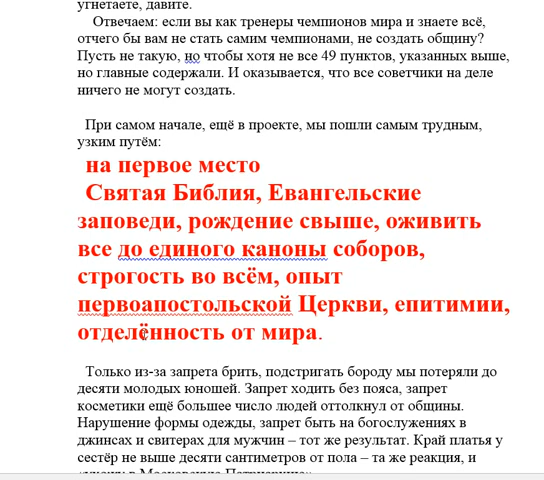 угнетаете, давите.
Отвечаем: если вы как тренеры чемпионов мира и знаете всё,
отчего бы вам не стать самим чемпионами, не создать общину?
Пусть не такую, но чтобы хотя не все 49 пунктов, указанных выше,
но главные содержали. И оказывается, что все советчики на деле
ничего не могут создать.
При самом начале, ещё в проекте, мы пошли самым трудным,
узким путём:
на первое место
Святая Библия, Евангельские
заповеди, рождение свыше, оживить
все до единого каноны соборов,
строгость во всём, опыт
первоапостольской Церкви, епитимии,
отделённость от мира.
Только из-за запрета брить, подстригать бороду мы потеряли до
десяти молодых юношей. Запрет ходить без пояса, запрет
косметики ещё большее число людей оттолкнул от общины.
Нарушение формы одежды, запрет быть на богослужениях в
джинсах и свитерах для мужчин – тот же результат. Край платья у
сестёр не выше десяти сантиметров от пола – та же реакция, и